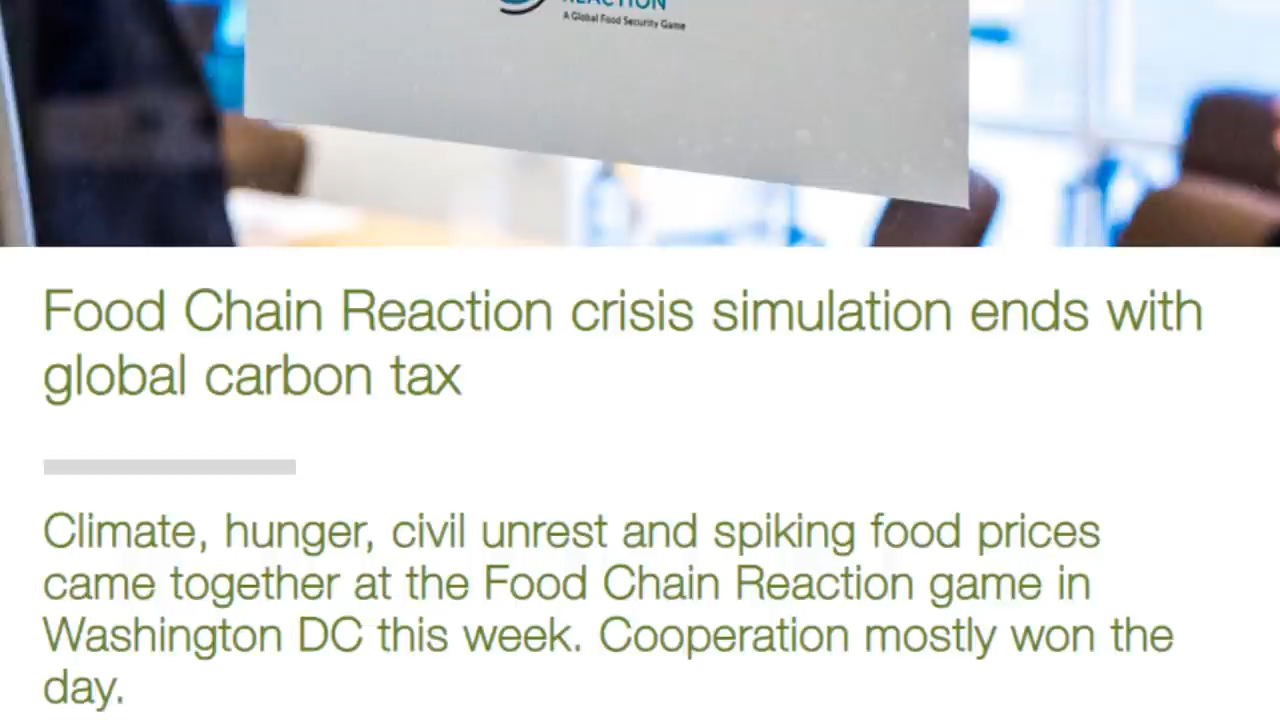 REACTION
A Global Food Security Game
Food Chain Reaction crisis simulation ends with
global carbon tax
Climate, hunger, civil unrest and spiking food prices
came together at the Food Chain Reaction game in
Washington DC this week. Cooperation mostly won the
day.